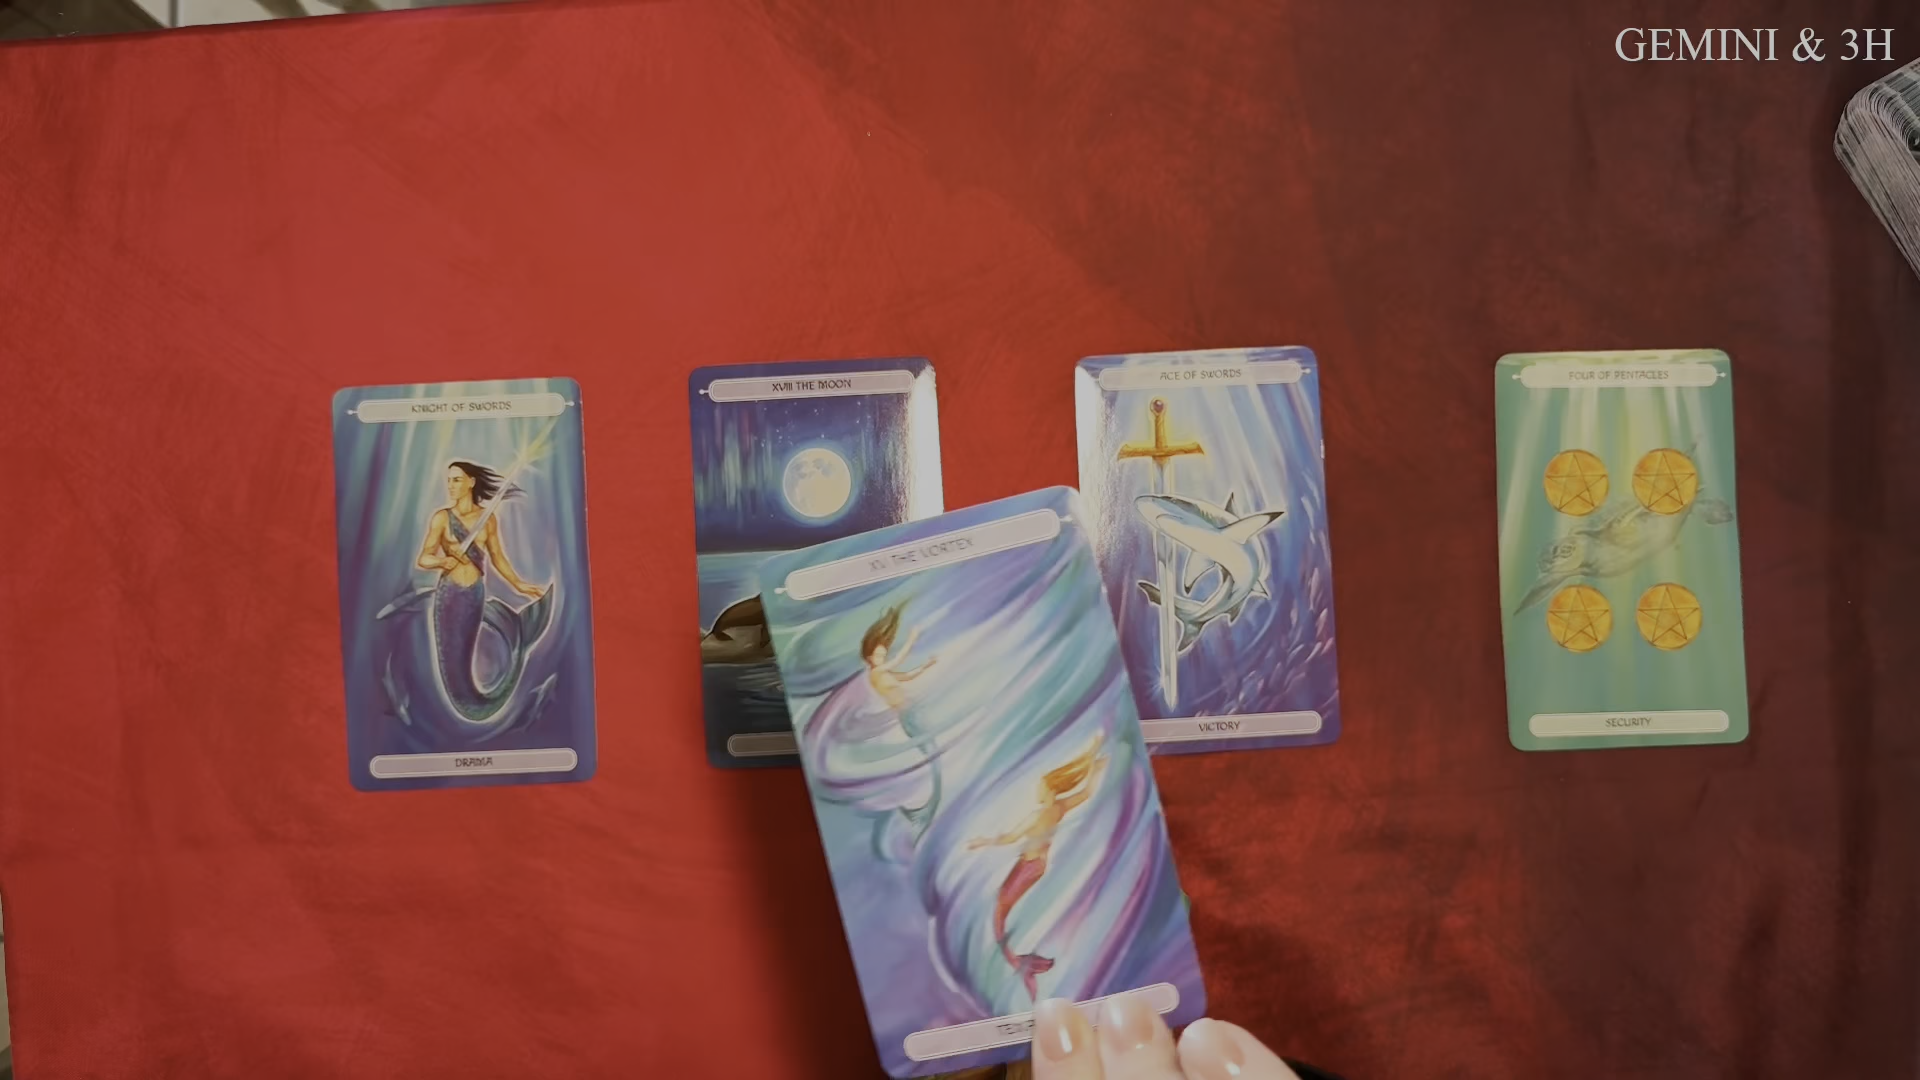 GEMINI & 3H
KNIGHT OF SWORDS
DRAMA
XVIII THE MOON
XV THE VORTEX
ACE OF SWORDS
VICTORY
FOUR OF PENTACLES
SECURITY